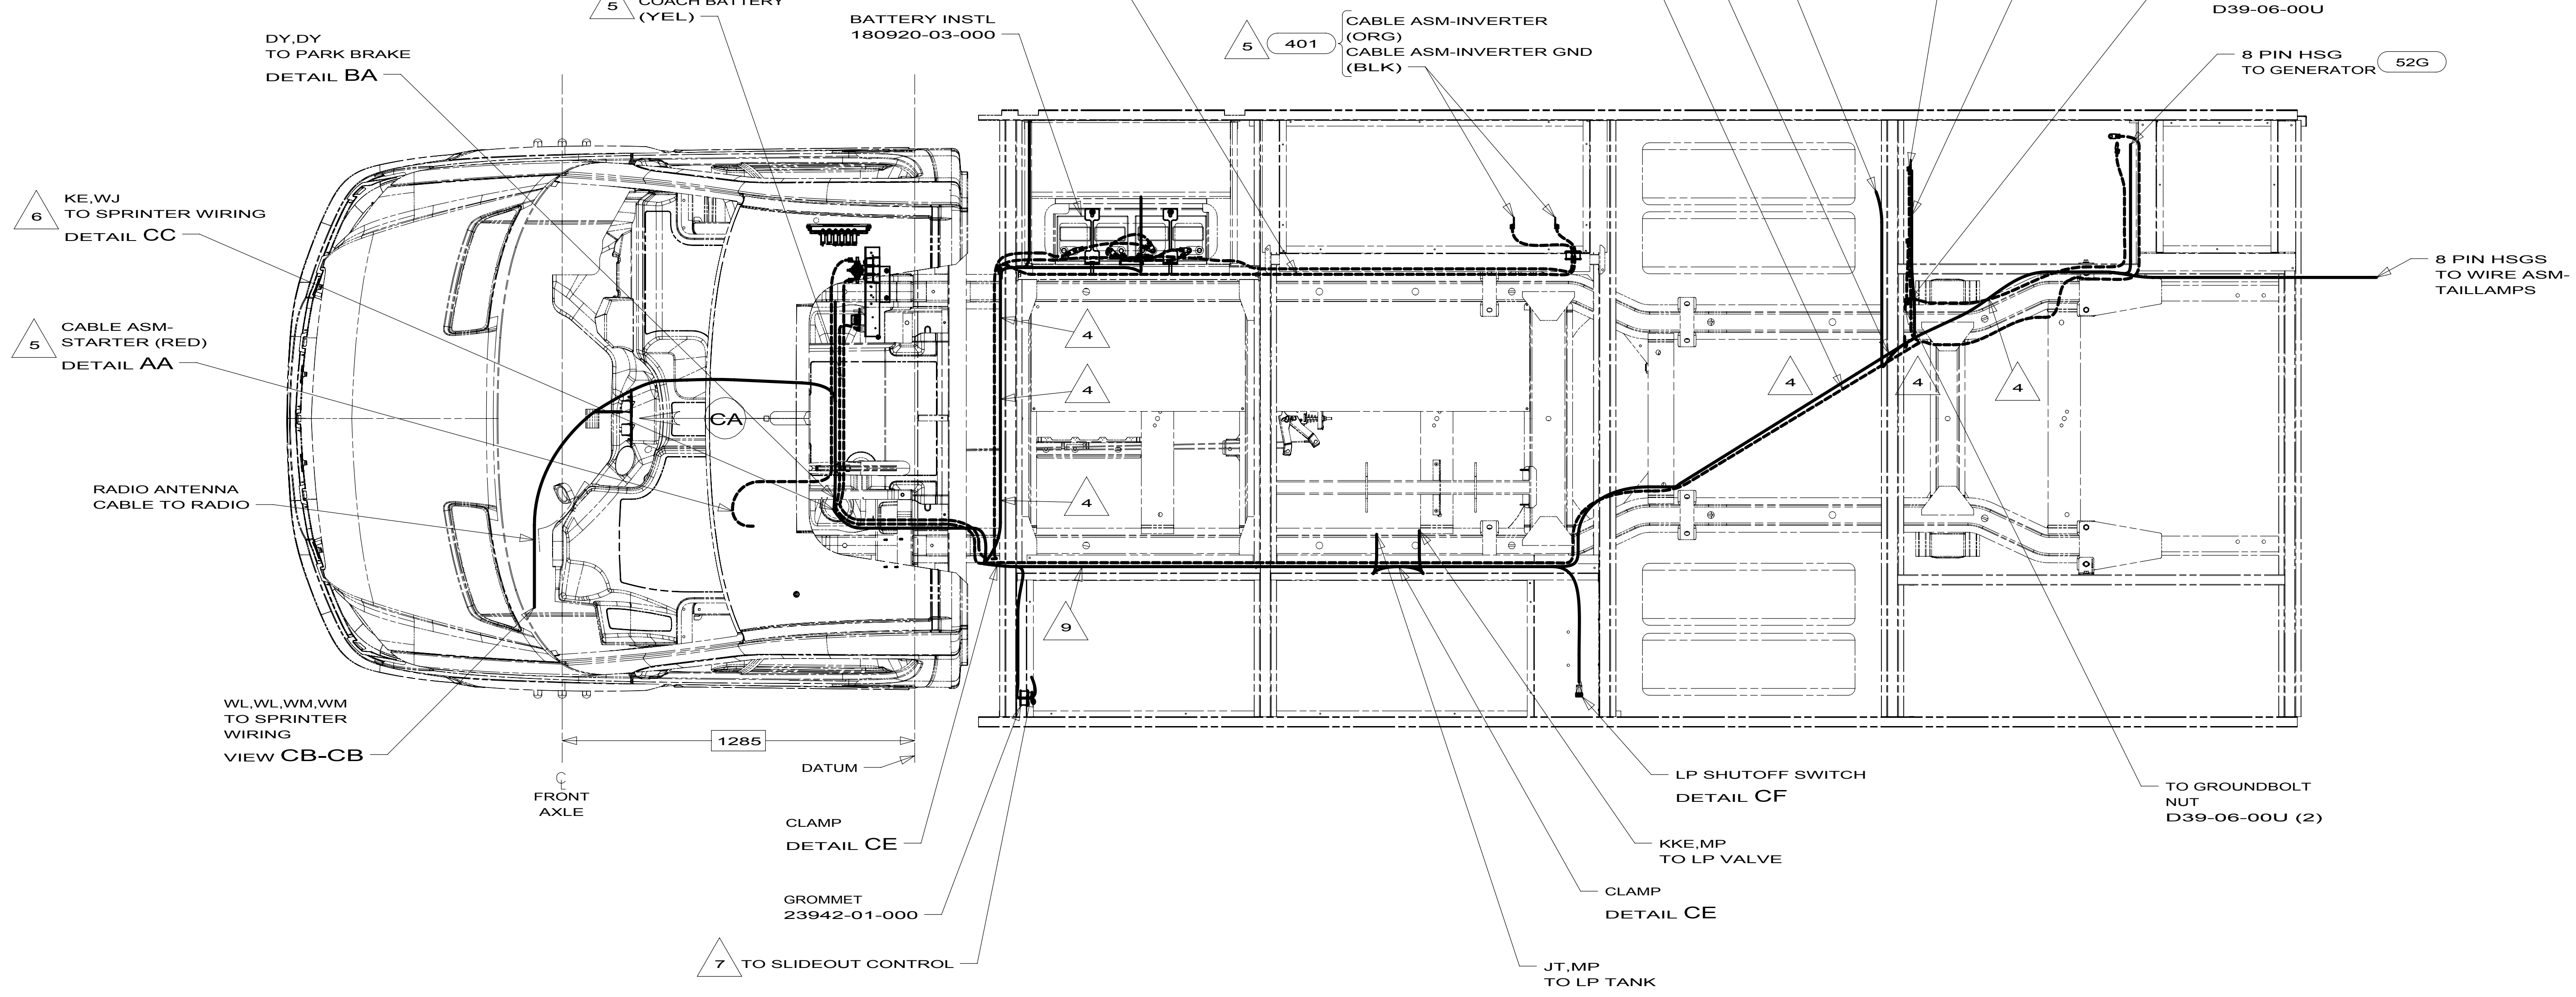 5
COACH BATTERY
(YEL)
BATTERY INSTL
180920-03-000
5
401
CABLE ASM-INVERTER
(ORG)
CABLE ASM-INVERTER GND
(BLK)
D39-06-00U
8 PIN HSG
TO GENERATOR
52G
DY,DY
TO PARK BRAKE
DETAIL BA
6
KE,WJ
TO SPRINTER WIRING
DETAIL CC
5
CABLE ASM-
STARTER (RED)
DETAIL AA
8 PIN HSGS
TO WIRE ASM-
TAILLAMPS
4
4
4
4
4
4
CA
RADIO ANTENNA
CABLE TO RADIO
9
WL,WL,WM,WM
TO SPRINTER
WIRING
VIEW CB-CB
1285
DATUM
CL
FRONT
AXLE
CLAMP
DETAIL CE
GROMMET
23942-01-000
7
TO SLIDEOUT CONTROL
LP SHUTOFF SWITCH
DETAIL CF
KKE,MP
TO LP VALVE
CLAMP
DETAIL CE
JT,MP
TO LP TANK
TO GROUNDBOLT
NUT
D39-06-00U (2)